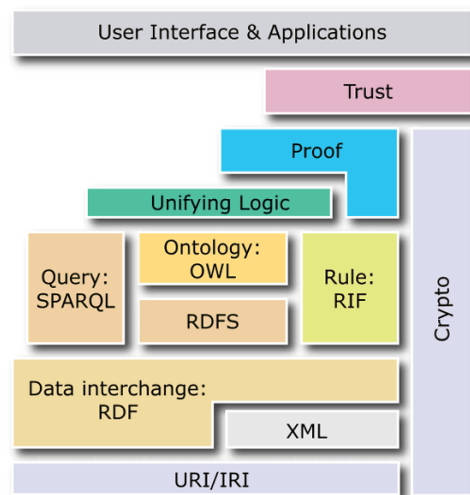 User Interface & Applications
Trust
Proof
Unifying Logic
Ontology:
OWL
Query:
SPARQL
Rule:
RIF
RDFS
Crypto
Data interchange:
RDF
XML
URI/IRI